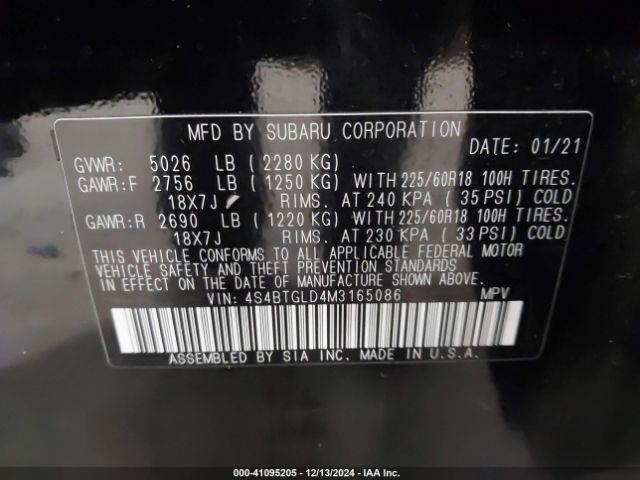 MFD BY SUBARU CORPORATION
DATE: 01/21
GVWR: 5026 LB (2280 KG)
GAWR:F 2756 LB (1250 KG) WITH 225/60R18 100H TIRES.
18X7J RIMS. AT 240 KPA ( 35 PSI) COLD
GAWR:R 2690 LB (1220 KG) WITH 225/60R18 100H TIRES.
18X7J RIMS. AT 230 KPA ( 33 PSI) COLD
THIS VEHICLE CONFORMS TO ALL APPLICABLE FEDERAL MOTOR
VEHICLE SAFETY AND THEFT PREVENTION STANDARDS
IN EFFECT ON THE DATE OF MANUFACTURE SHOWN ABOVE.
VIN: 4S4BTGLD4M3165086 MPV
ASSEMBLED BY SIA INC. MADE IN U.S.A.
000-41095205 - 12/13/2024 - IAA Inc.